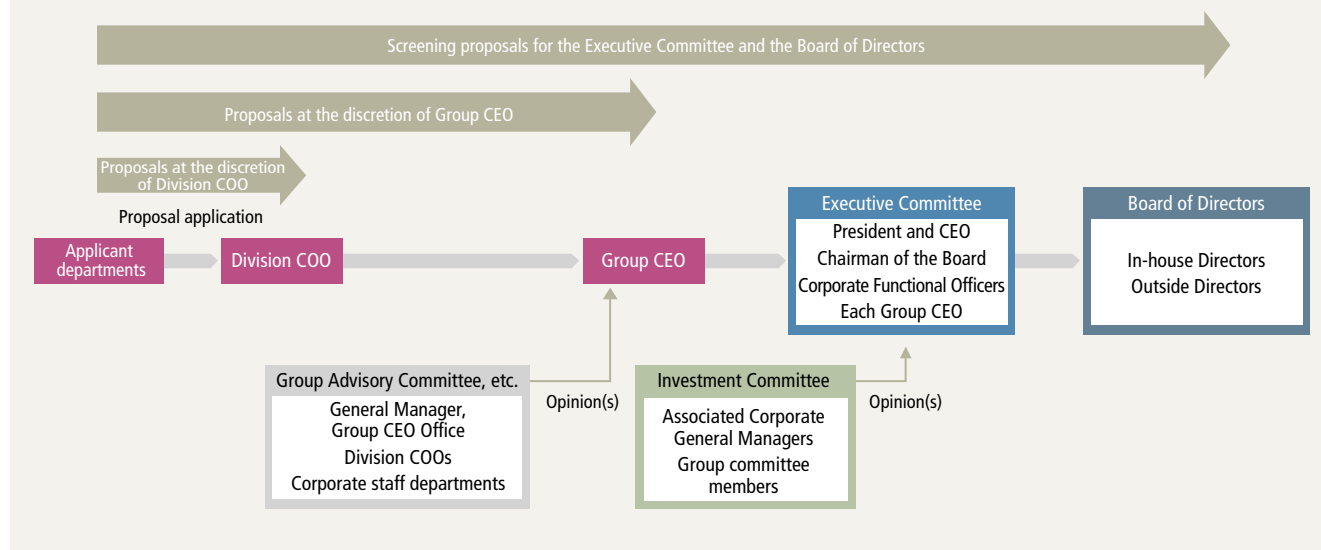 Screening proposals for the Executive Committee and the Board of Directors
Proposals at the discretion of Group CEO
Proposals at the discretion
of Division COO
Proposal application
Applicant
departments
Division COO
Group CEO
Executive Committee
President and CEO
Chairman of the Board
Corporate Functional Officers
Each Group CEO
Board of Directors
In-house Directors
Outside Directors
Group Advisory Committee, etc.
General Manager,
Group CEO Office
Division COOs
Corporate staff departments
Opinion(s)
Investment Committee
Associated Corporate
General Managers
Group committee
members
Opinion(s)